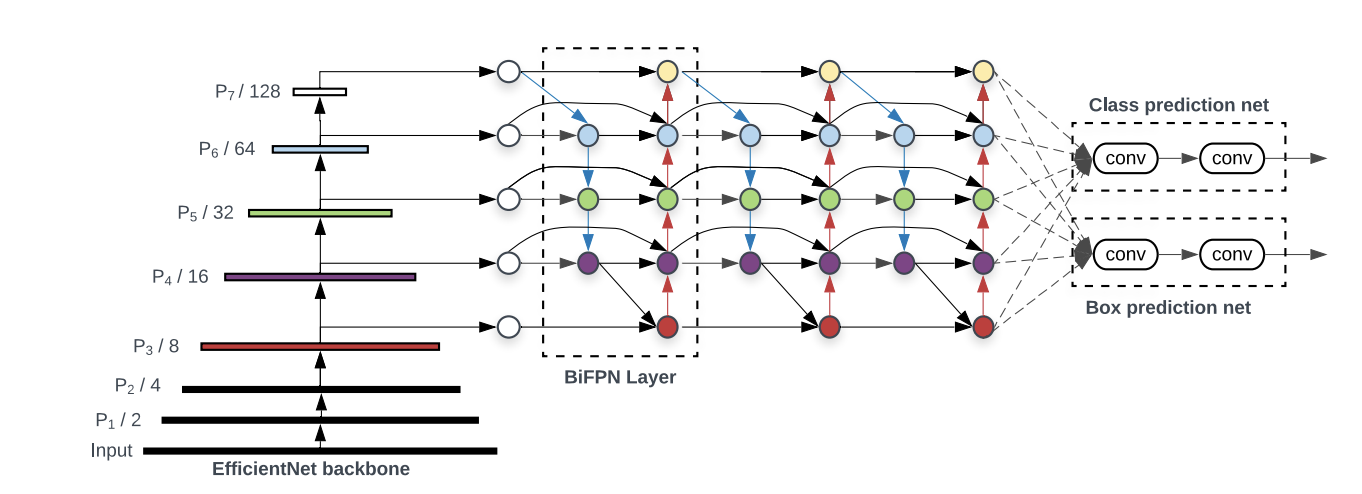 P7 / 128
P6 / 64
P5 / 32
P4 / 16
P3 / 8
P2 / 4
P1 / 2
Input
EfficientNet backbone
BiFPN Layer
Class prediction net
conv conv
conv conv
Box prediction net